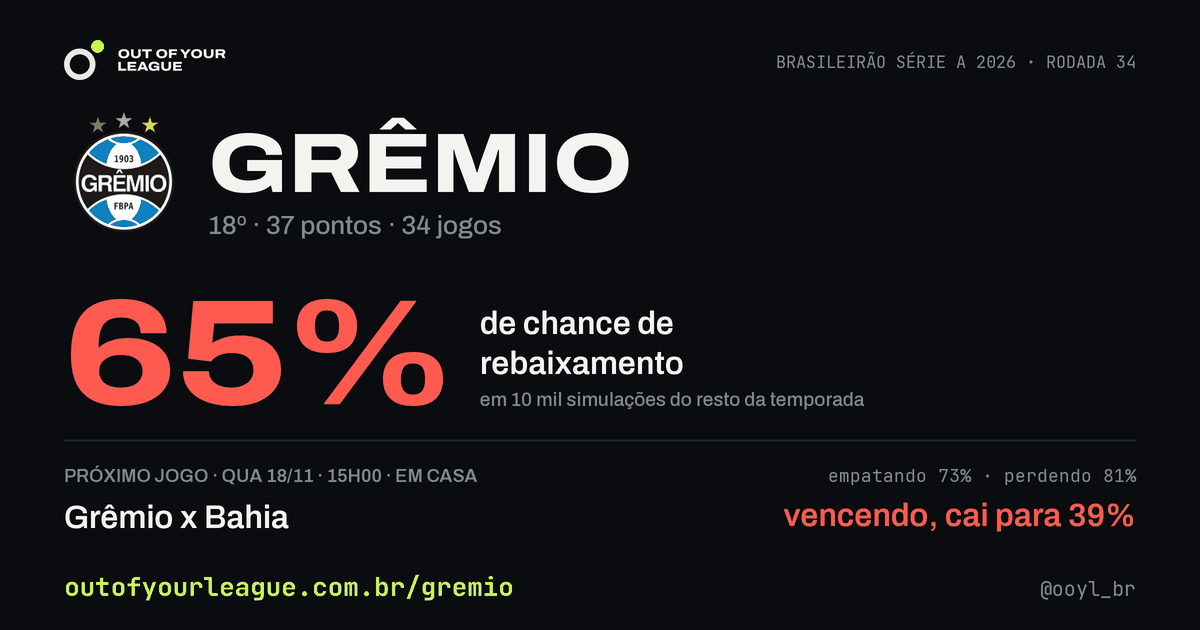 OUT OF YOUR
LEAGUE
BRASILEIRÃO SÉRIE A 2026 · RODADA 34
1903
GRÊMIO
FBPA
GRÊMIO
18º · 37 pontos · 34 jogos
65%
de chance de
rebaixamento
em 10 mil simulações do resto da temporada
PRÓXIMO JOGO · QUA 18/11 · 15H00 · EM CASA
Grêmio x Bahia
empatando 73% · perdendo 81%
vencendo, cai para 39%
outofyourleague.com.br/gremio
@ooyl_br